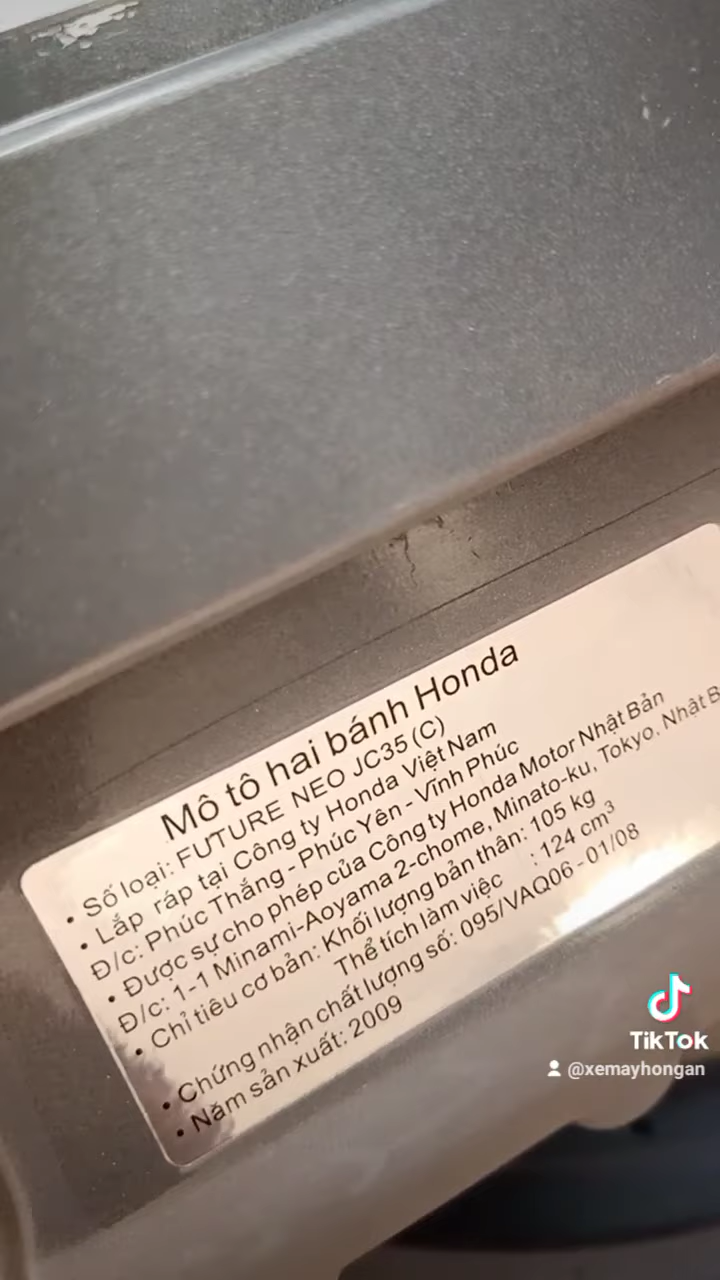 Mô tô hai bánh Honda
• Số loại: FUTURE NEO JC35 (C)
• Lắp ráp tại Công ty Honda Việt Nam
Đ/c: Phúc Thắng - Phúc Yên - Vĩnh Phúc
• Được sự cho phép của Công ty Honda Motor Nhật Bản
Đ/c: 1-1 Minami-Aoyama 2-chome, Minato-ku, Tokyo, Nhật
• Chỉ tiêu cơ bản: Khối lượng bản thân: 105 kg
Thể tích làm việc : 124 cm³
• Chứng nhận chất lượng số: 095/VAQ06 - 01/08
• Năm sản xuất: 2009
TikTok
@xemayhongan